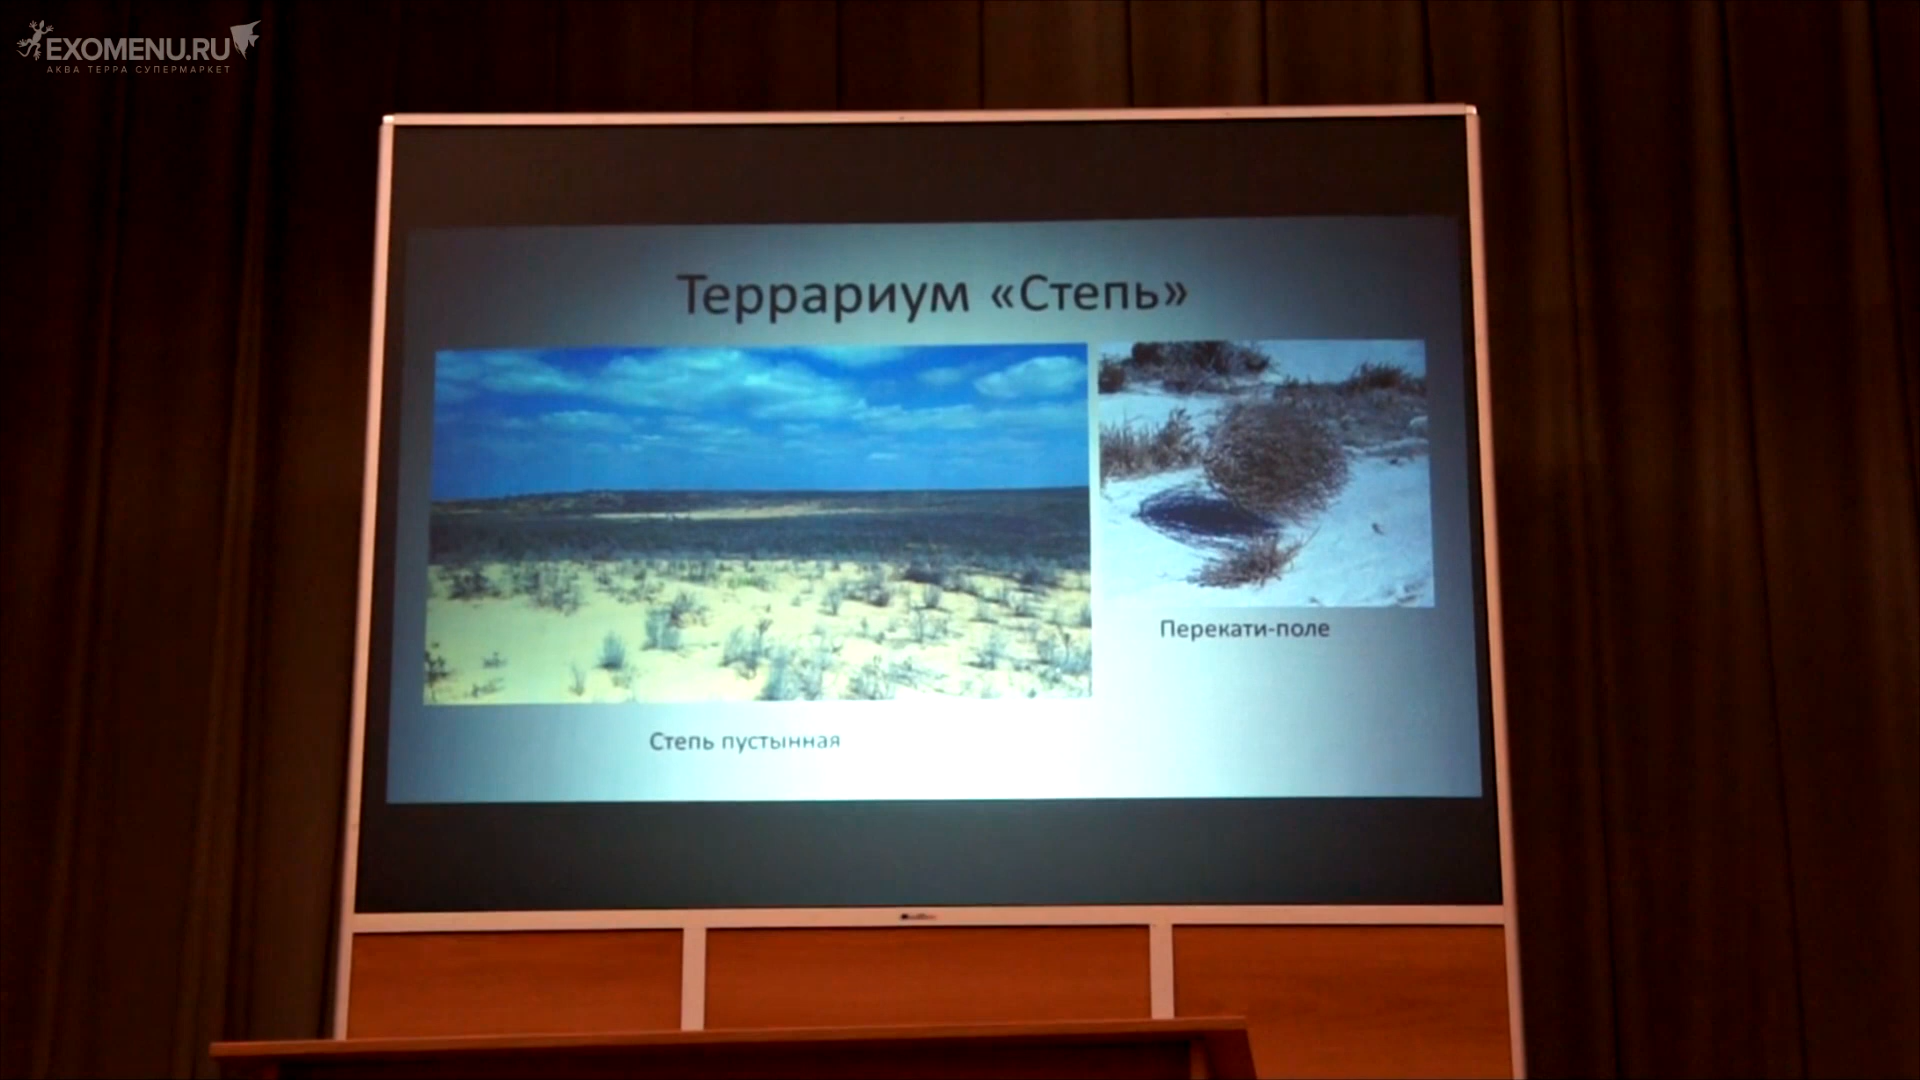 EXOMENU.RU
АКВА ТЕРРА СУПЕРМАРКЕТ
Террариум «Степь»
Перекати-поле
Степь пустынная